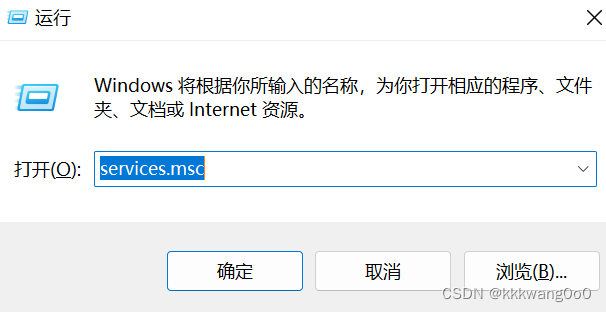 运行
Windows 将根据你所输入的名称，为你打开相应的程序、文件
夹、文档或 Internet 资源。
打开(O): services.msc
确定 取消 浏览(B)...
CSDN @kkkwang0o0